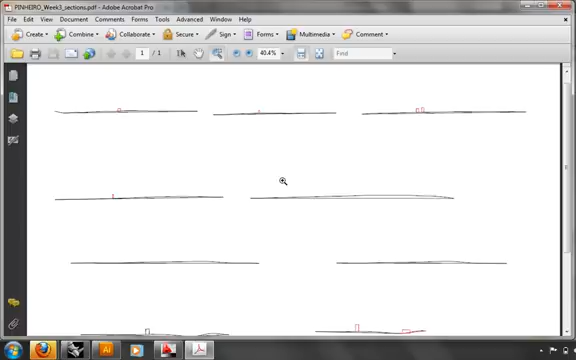 PINHEIRO_Week3_sections.pdf - Adobe Acrobat Pro
File Edit View Document Comments Forms Tools Advanced Window Help
Create Combine Collaborate Secure Sign Forms Multimedia Comment
1 / 1 40.4% Find
Ai